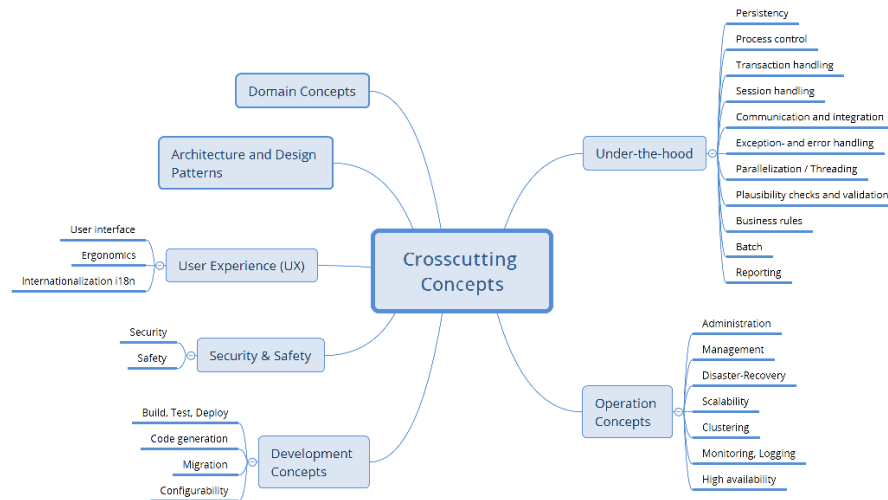 Crosscutting
Concepts
Domain Concepts
Architecture and Design
Patterns
User Experience (UX)
User interface
Ergonomics
Internationalization i18n
Security & Safety
Security
Safety
Development
Concepts
Build, Test, Deploy
Code generation
Migration
Configurability
Under-the-hood
Persistency
Process control
Transaction handling
Session handling
Communication and integration
Exception- and error handling
Parallelization / Threading
Plausibility checks and validation
Business rules
Batch
Reporting
Operation
Concepts
Administration
Management
Disaster-Recovery
Scalability
Clustering
Monitoring, Logging
High availability